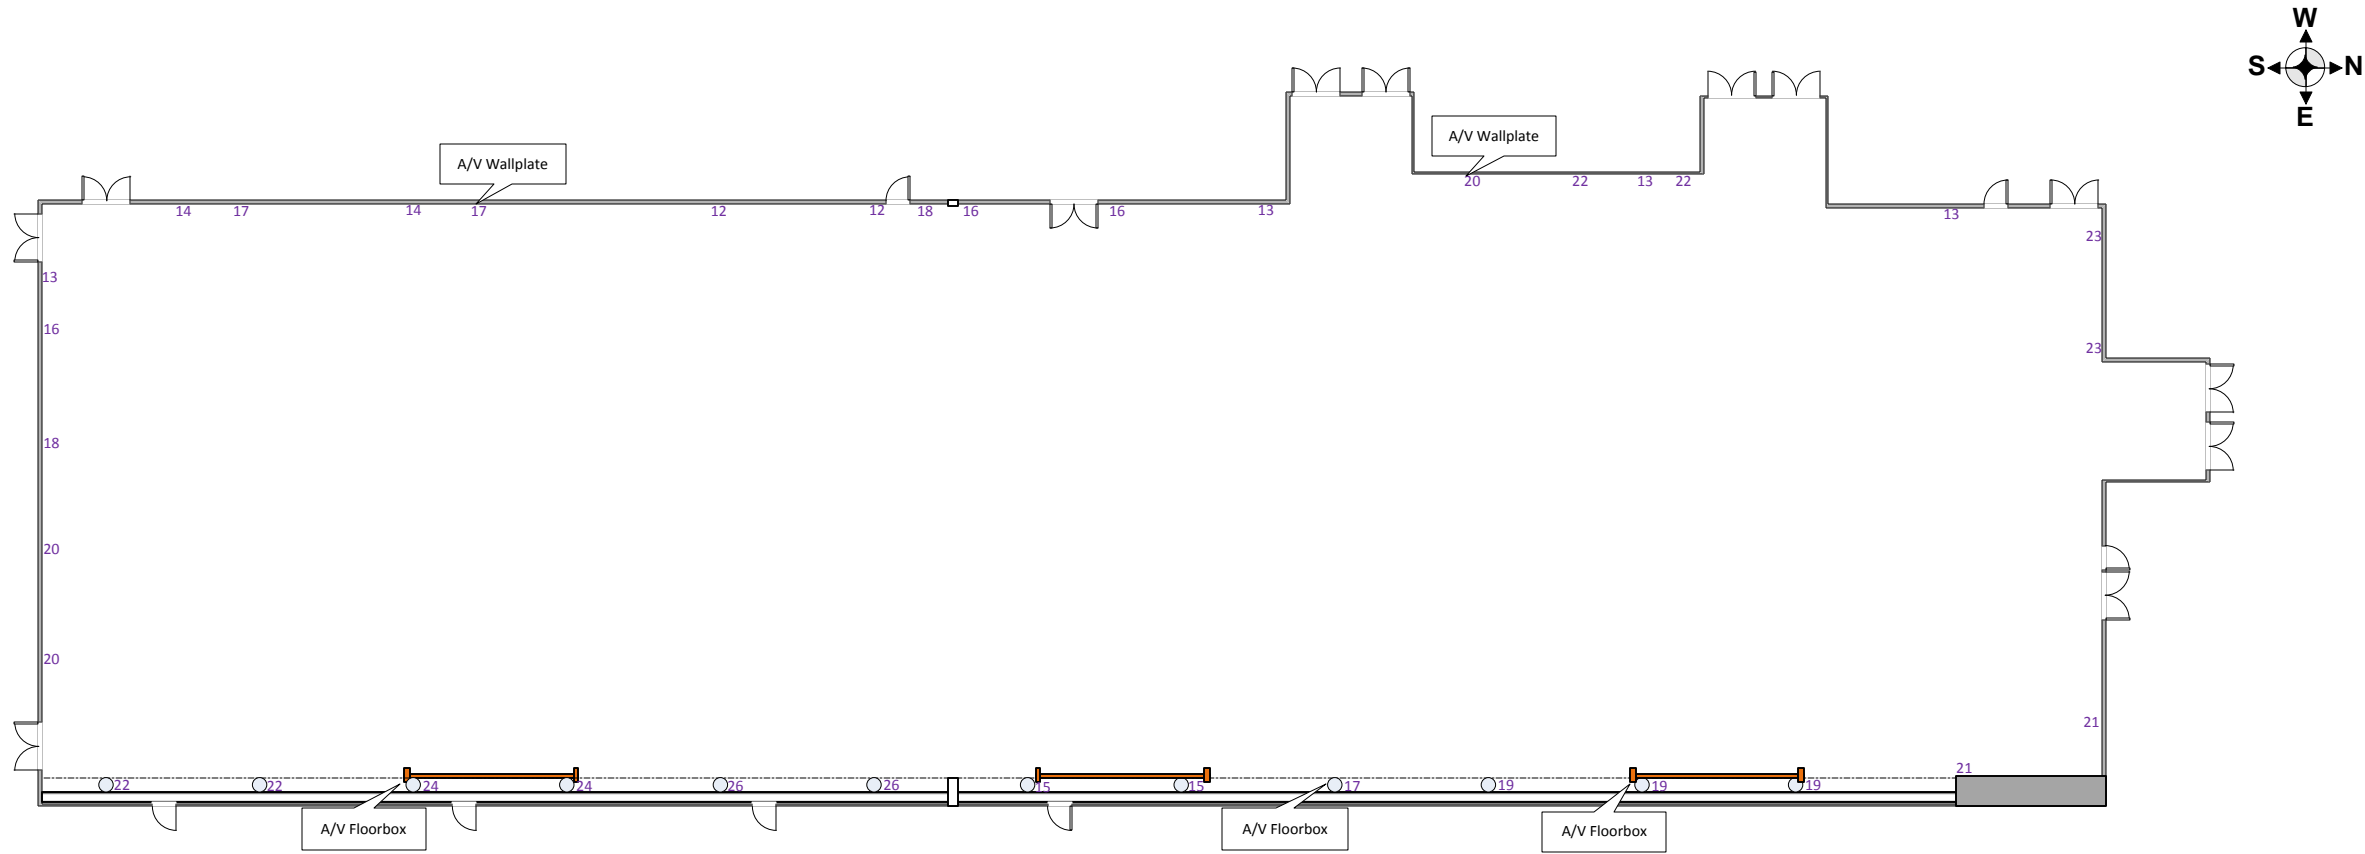 W
S N
E
A/V Wallplate
A/V Wallplate
20 22 13 22
14 17 14 17 12 12 18 16 16 13
13
23
13
16
23
18
20
20
21
21
22 22 24 24 26 26 15 15 17 19 19 19
A/V Floorbox
A/V Floorbox
A/V Floorbox